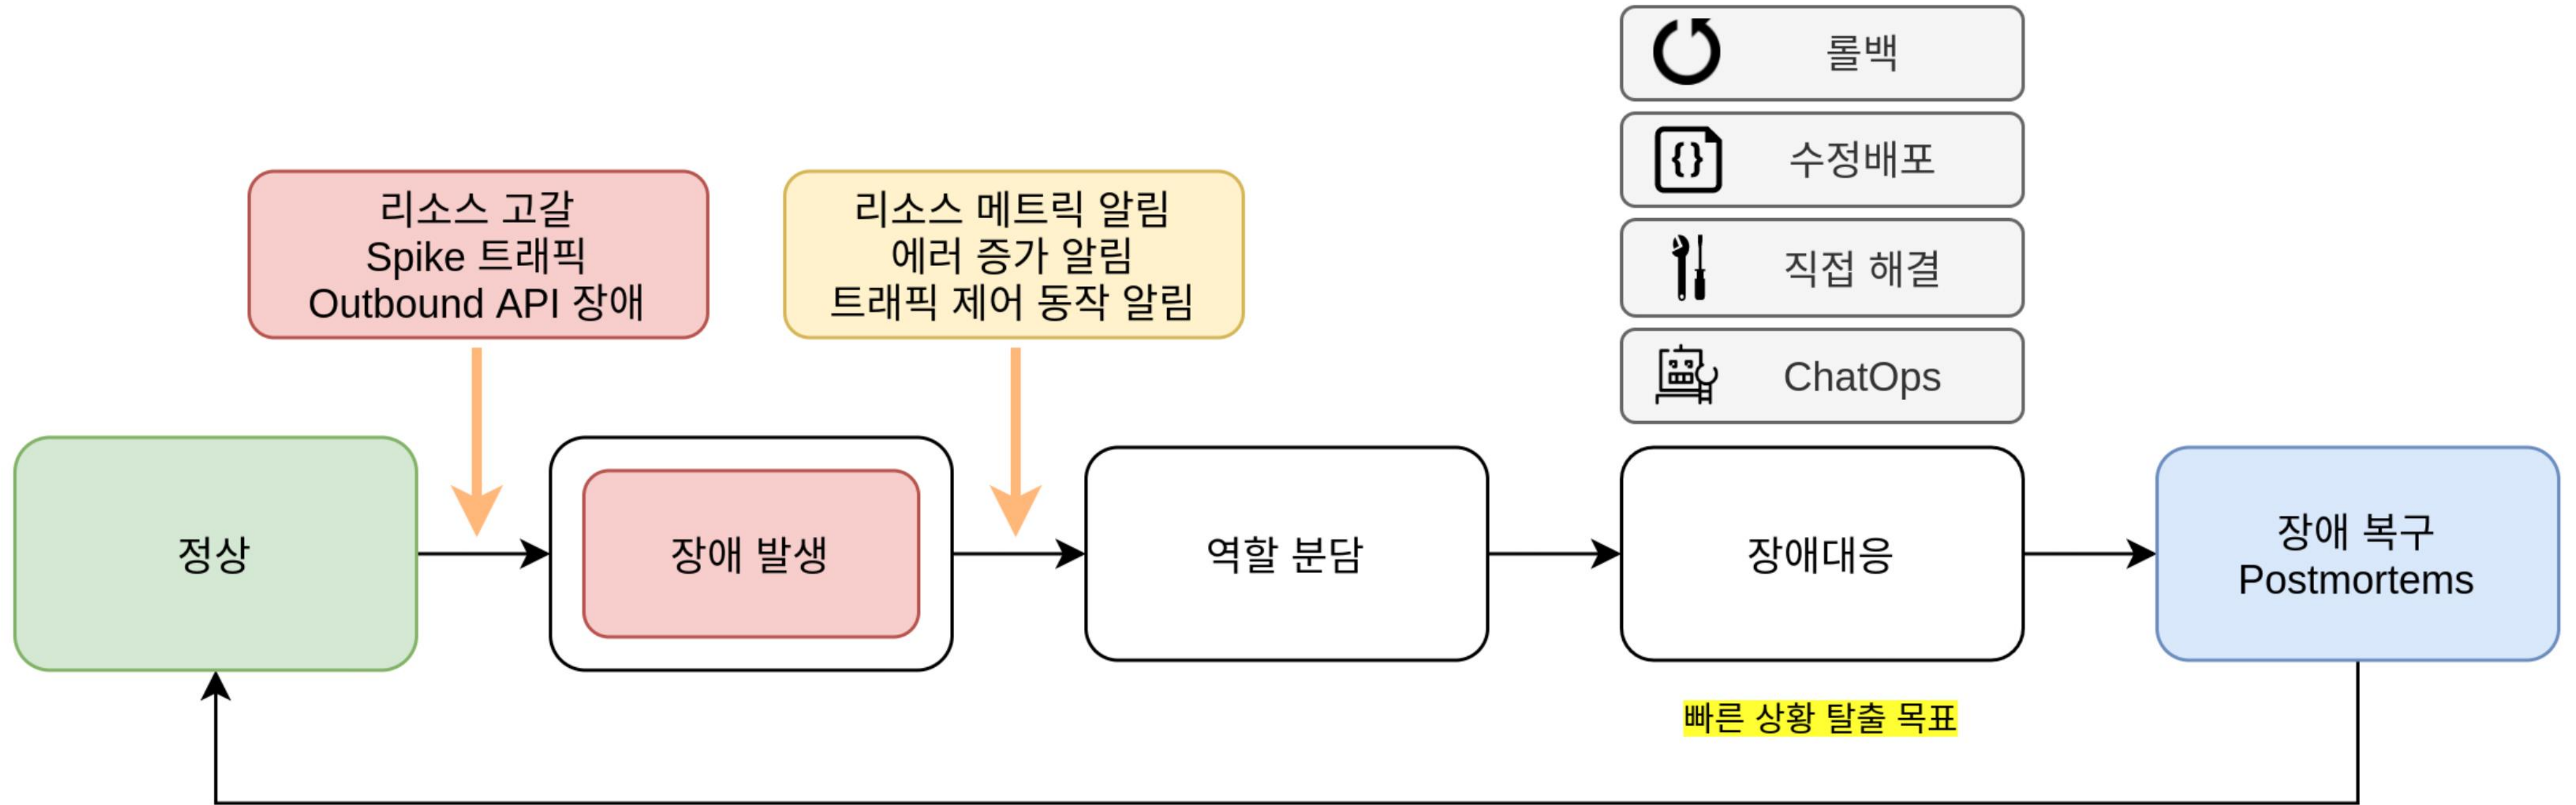 롤백
수정배포
직접 해결
ChatOps
리소스 고갈
Spike 트래픽
Outbound API 장애
리소스 메트릭 알림
에러 증가 알림
트래픽 제어 동작 알림
정상
장애 발생
역할 분담
장애대응
장애 복구
Postmortems
빠른 상황 탈출 목표